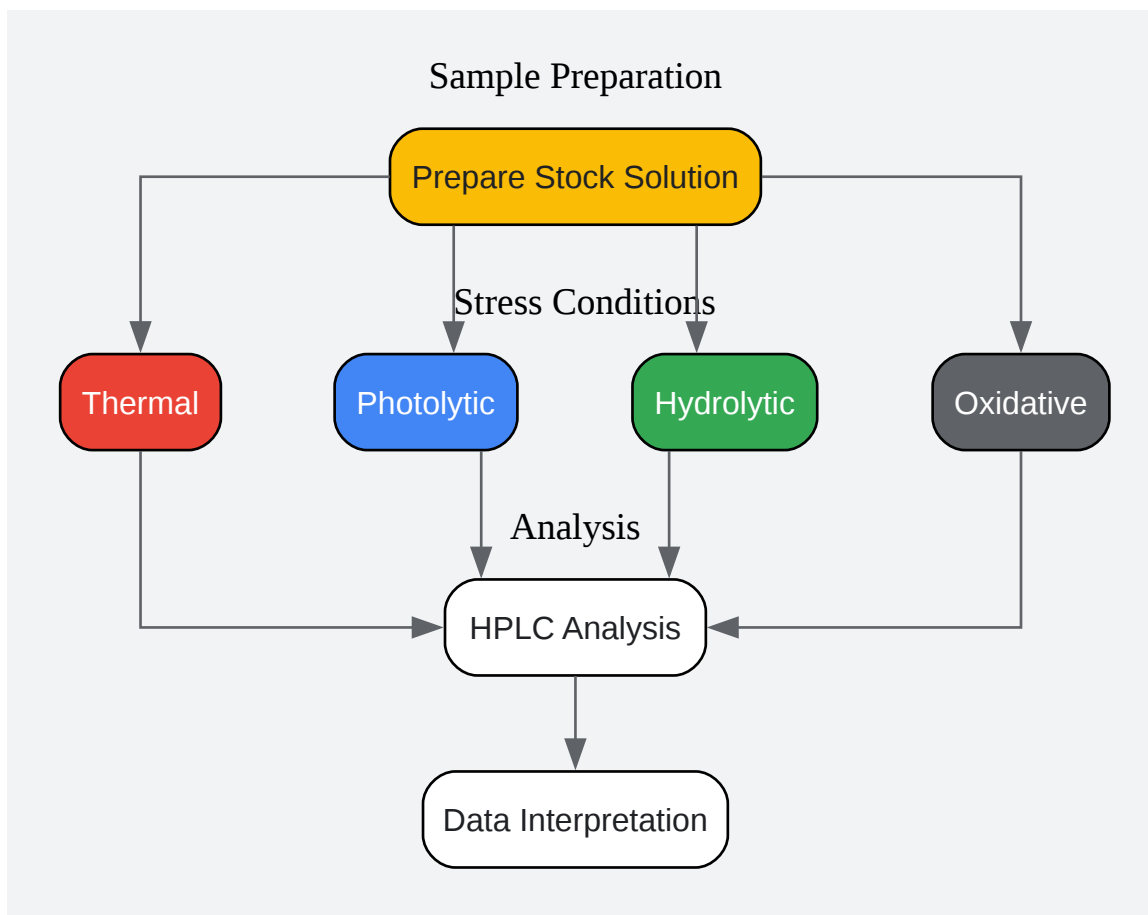 Sample Preparation
Prepare Stock Solution
Stress Conditions
Thermal
Photolytic
Hydrolytic
Oxidative
Analysis
HPLC Analysis
Data Interpretation